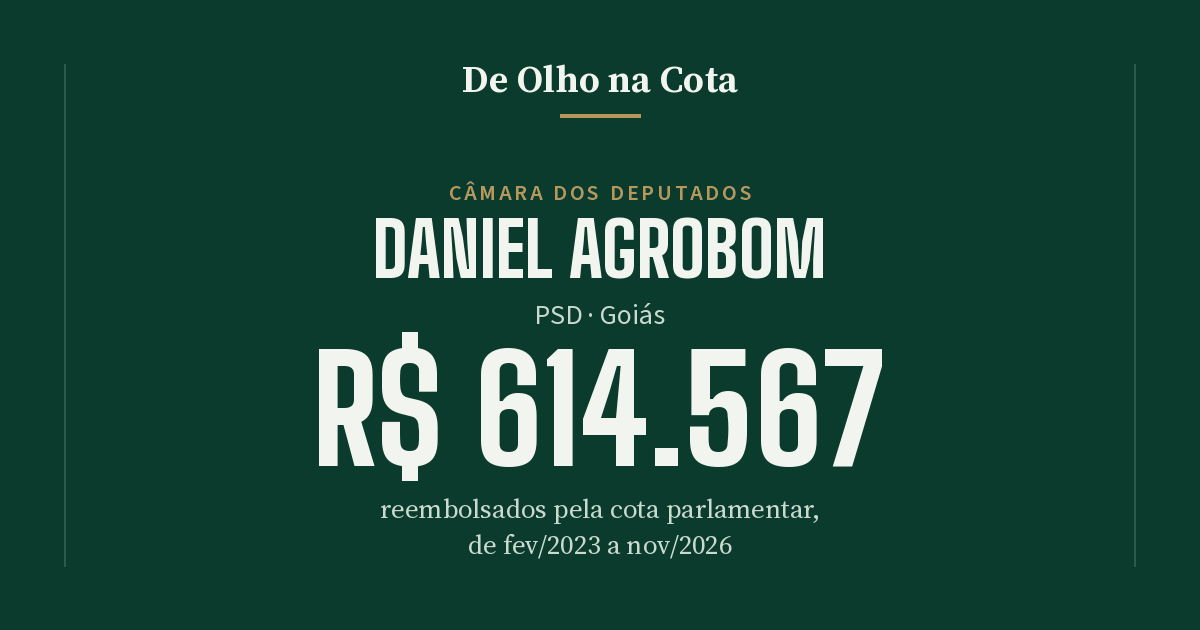 De Olho na Cota
CÂMARA DOS DEPUTADOS
DANIEL AGROBOM
PSD · Goiás
R$ 614.567
reembolsados pela cota parlamentar,
de fev/2023 a nov/2026